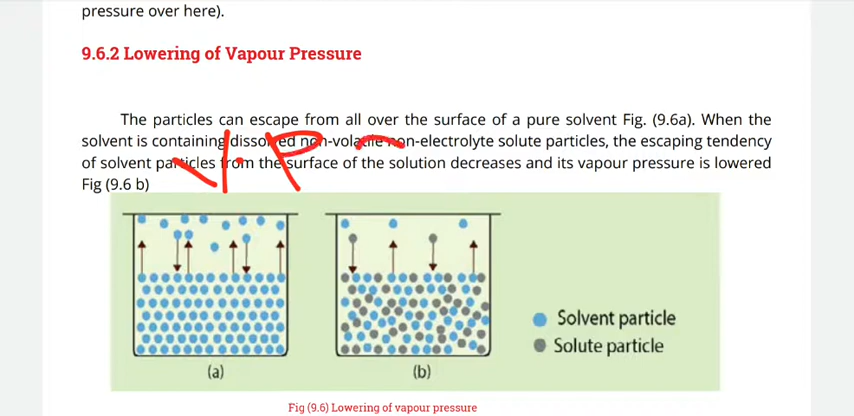 pressure over here).
9.6.2 Lowering of Vapour Pressure
The particles can escape from all over the surface of a pure solvent Fig. (9.6a). When the
solvent is containing dissolved non-volatile non-electrolyte solute particles, the escaping tendency
of solvent particles from the surface of the solution decreases and its vapour pressure is lowered
Fig (9.6 b)
V.P
Solvent particle
Solute particle
(a)
(b)
Fig (9.6) Lowering of vapour pressure